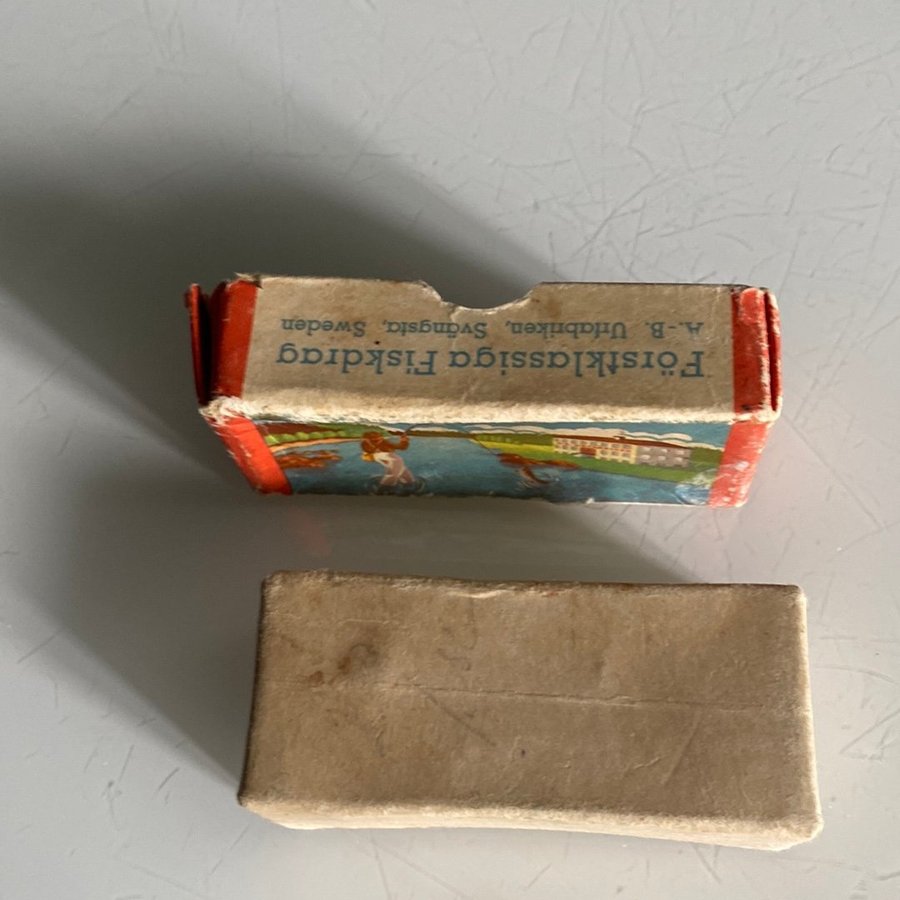 Förstklassiga Fiskdrag
A.-B. Urfabriken, Svängsta, Sweden